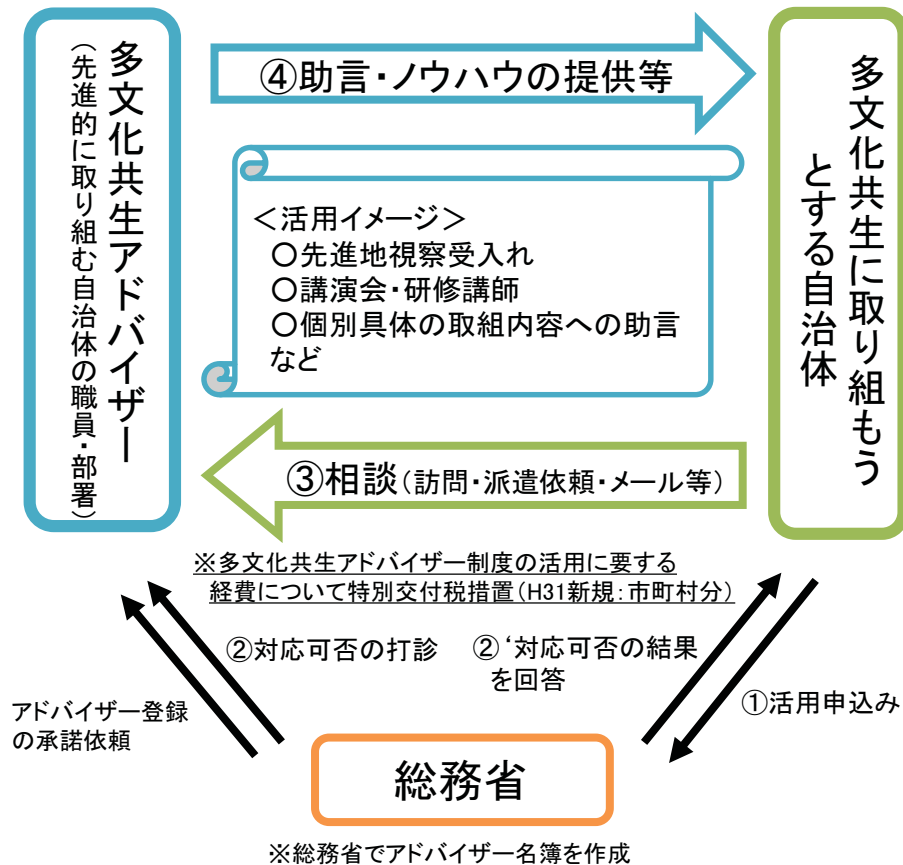 多文化共生アドバイザー
（先進的に取り組む自治体の職員・部署）
④助言・ノウハウの提供等
多文化共生に取り組もう
とする自治体
＜活用イメージ＞
○先進地視察受入れ
○講演会・研修講師
○個別具体の取組内容への助言
など
③相談（訪問・派遣依頼・メール等）
※多文化共生アドバイザー制度の活用に要する
経費について特別交付税措置（H31新規：市町村分）
②対応可否の打診
②‘対応可否の結果
を回答
①活用申込み
アドバイザー登録
の承諾依頼
総務省
※総務省でアドバイザー名簿を作成